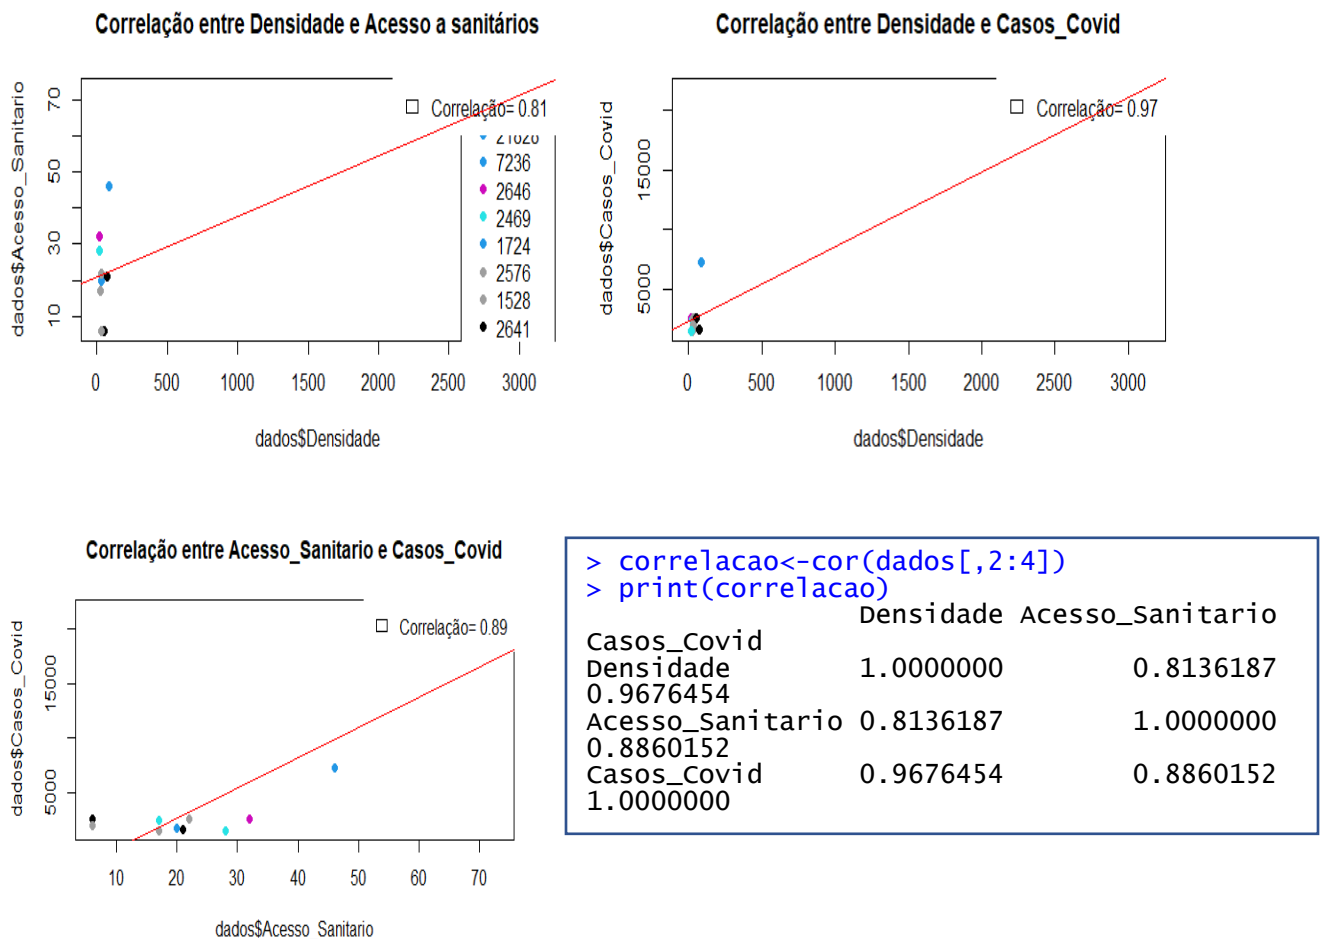 Correlação entre Densidade e Acesso a sanitários
dados$Acesso_Sanitario
70
50
30
10
Correlação= 0.81
21828
7236
2646
2469
1724
2576
1528
2641
0 500 1000 1500 2000 2500 3000
dados$Densidade
Correlação entre Densidade e Casos_Covid
dados$Casos_Covid
15000
5000
Correlação= 0.97
0 500 1000 1500 2000 2500 3000
dados$Densidade
Correlação entre Acesso_Sanitario e Casos_Covid
dados$Casos_Covid
15000
5000
Correlação= 0.89
10 20 30 40 50 60 70
dados$Acesso_Sanitario
> correlacao<-cor(dados[,2:4])
> print(correlacao)
Densidade Acesso_Sanitario
Casos_Covid
Densidade 1.0000000 0.8136187
0.9676454
Acesso_Sanitario 0.8136187 1.0000000
0.8860152
Casos_Covid 0.9676454 0.8860152
1.0000000